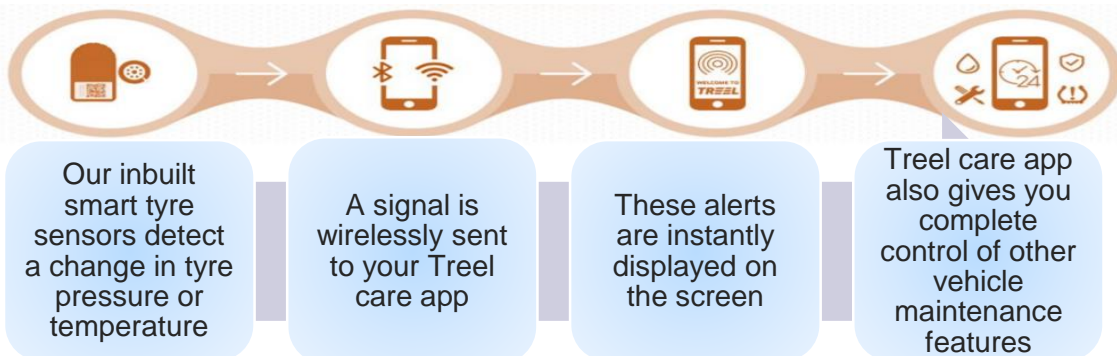 WELCOME TO
TREEL
24
Our inbuilt
smart tyre
sensors detect
a change in tyre
pressure or
temperature
A signal is
wirelessly sent
to your Treel
care app
These alerts
are instantly
displayed on
the screen
Treel care app
also gives you
complete
control of other
vehicle
maintenance
features